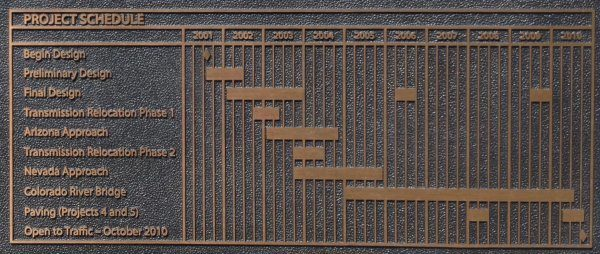 PROJECT SCHEDULE
2001 2002 2003 2004 2005 2006 2007 2008 2009 2010
Begin Design
Preliminary Design
Final Design
Transmission Relocation Phase 1
Arizona Approach
Transmission Relocation Phase 2
Nevada Approach
Colorado River Bridge
Paving (Projects 4 and 5)
Open to Traffic – October 2010